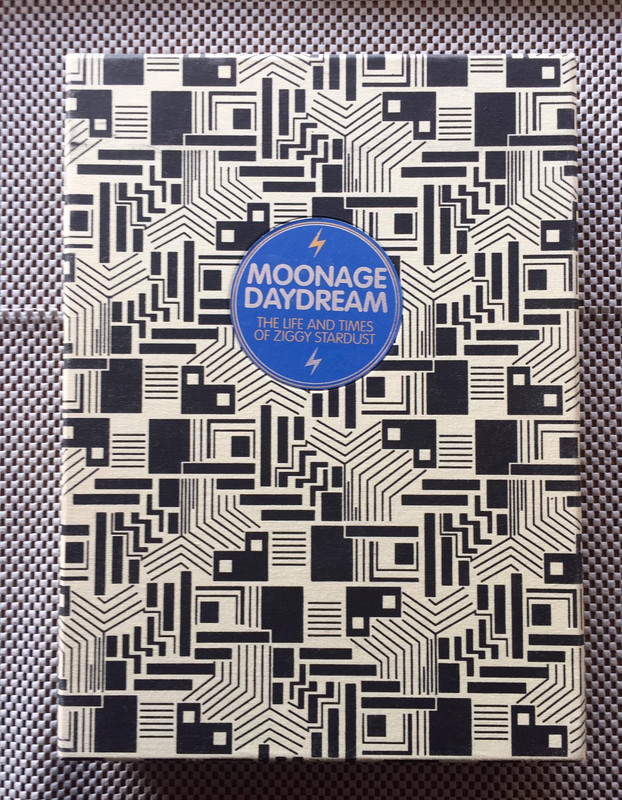 MOONAGE
DAYDREAM
THE LIFE AND TIMES
OF ZIGGY STARDUST